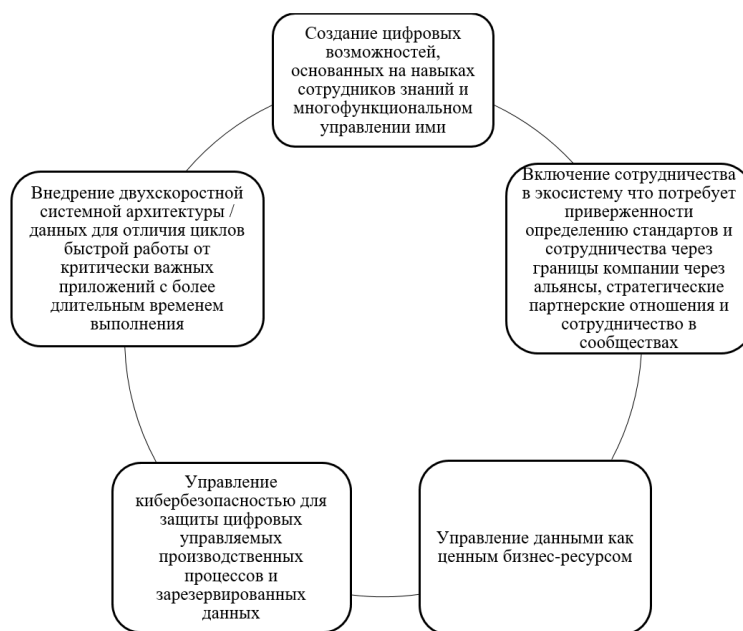 Создание цифровых
возможностей,
основанных на навыках
сотрудников знаний и
многофункциональном
управлении ими
Включение сотрудничества
в экосистему что потребует
приверженности
определению стандартов и
сотрудничества через
границы компании через
альянсы, стратегические
партнерские отношения и
сотрудничество в
сообществах
Управление данными как
ценным бизнес-ресурсом
Управление
кибербезопасностью для
защиты цифровых
управляемых
производственных
процессов и
зарезервированных
данных
Внедрение двухскоростной
системной архитектуры /
данных для отличия циклов
быстрой работы от
критически важных
приложений с более
длительным временем
выполнения